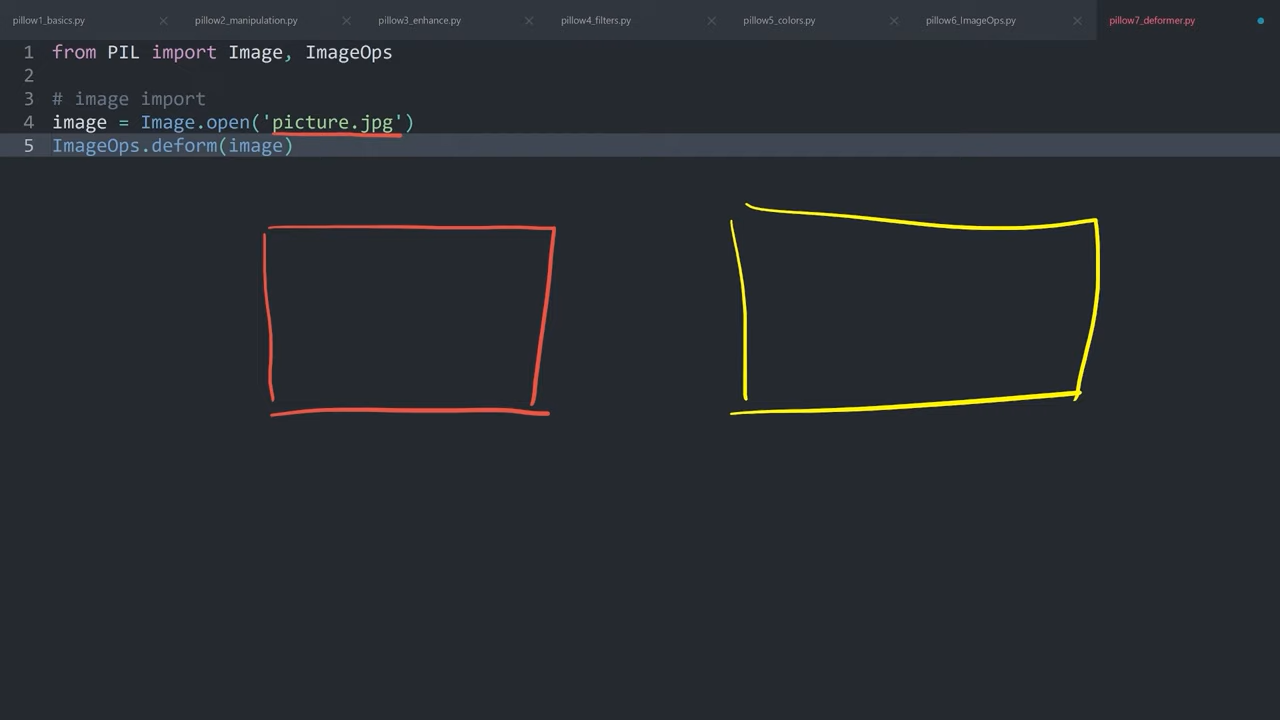 pillow1_basics.py pillow2_manipulation.py pillow3_enhance.py pillow4_filters.py pillow5_colors.py pillow6_ImageOps.py pillow7_deformer.py
1 from PIL import Image, ImageOps
2
3 # image import
4 image = Image.open('picture.jpg')
5 ImageOps.deform(image)